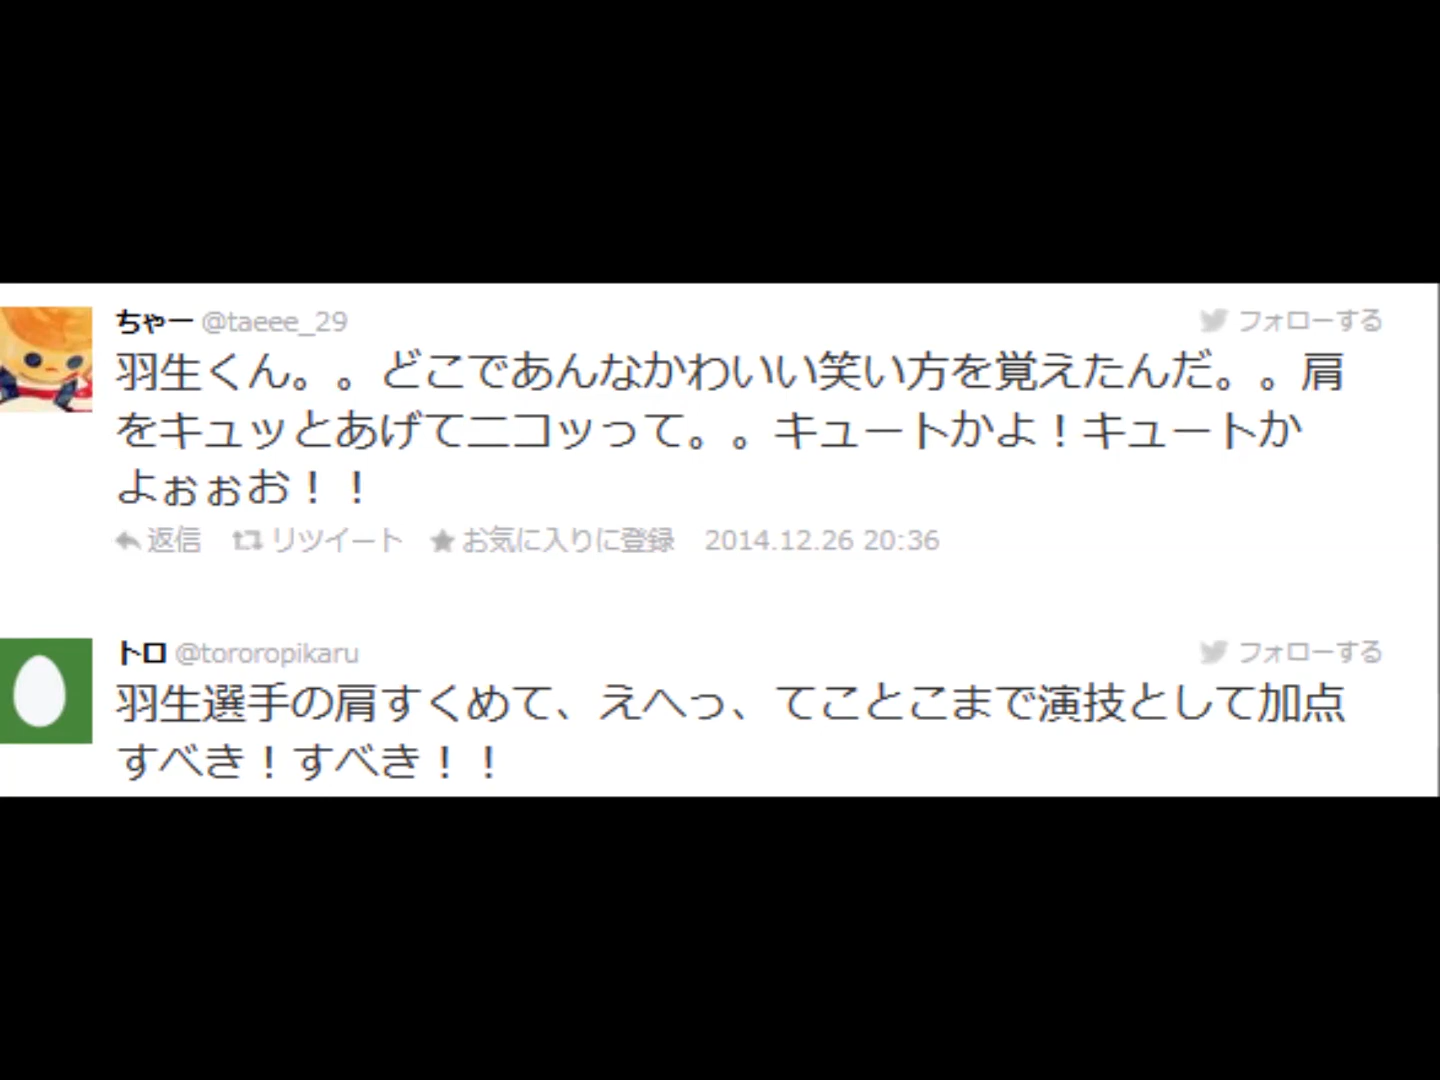 ちゃー @taeee_29 フォローする
羽生くん。。どこであんなかわいい笑い方を覚えたんだ。。肩
をキュッとあげてニコッって。。キュートかよ！キュートか
よぉぉお！！
返信 リツイート お気に入りに登録 2014.12.26 20:36
トロ @tororopikaru フォローする
羽生選手の肩すくめて、えへっ、てことこまで演技として加点
すべき！すべき！！